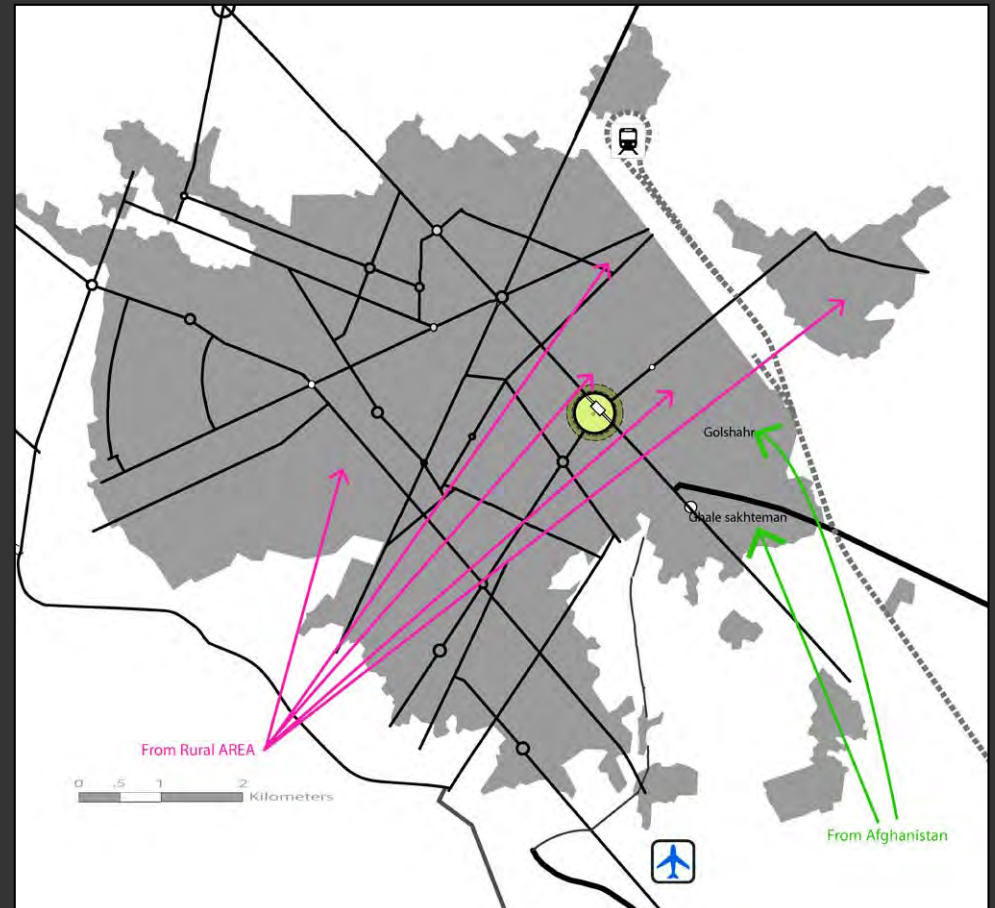 Golshahr
Ghale sakhteman
From Rural AREA
0 .5 1 2
Kilometers
From Afghanistan